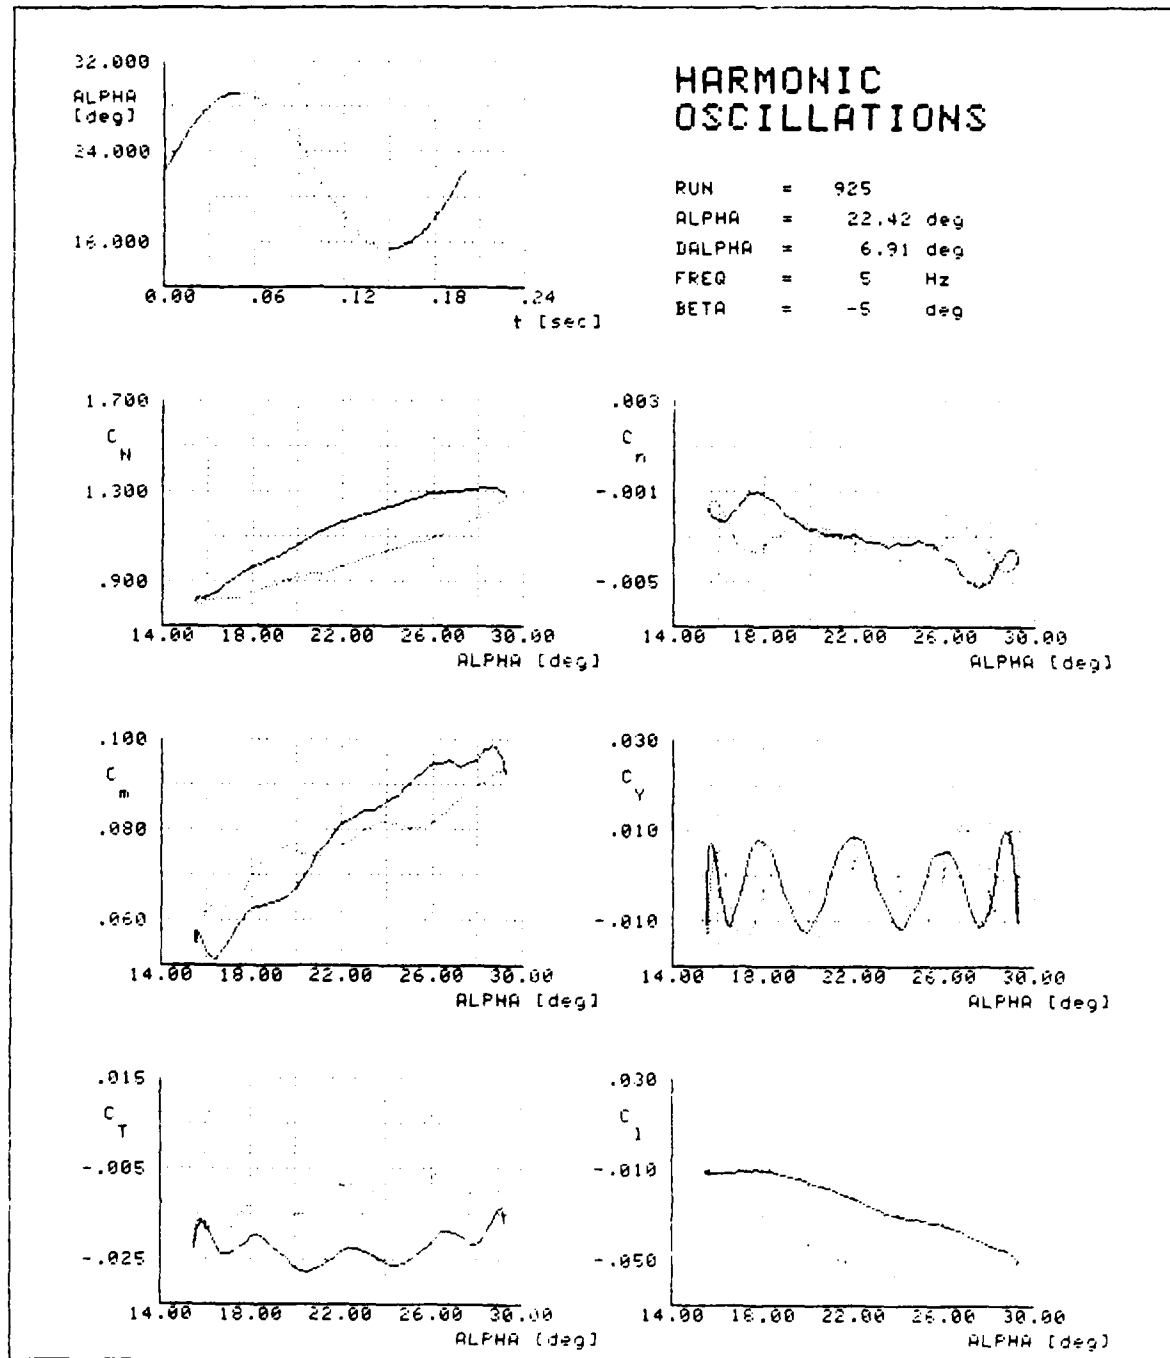 HARMONIC
OSCILLATIONS
RUN = 925
ALPHA = 22.42 deg
DALPHA = 6.91 deg
FREQ = 5 Hz
BETA = -5 deg
32.000
ALPHA
[deg]
24.000
16.000
0.00 .06 .12 .18 .24
t [sec]
1.700
C N
1.300
.900
14.00 18.00 22.00 26.00 30.00
ALPHA [deg]
.003
C n
-.001
-.005
14.00 18.00 22.00 26.00 30.00
ALPHA [deg]
.100
C m
.080
.060
14.00 18.00 22.00 26.00 30.00
ALPHA [deg]
.030
C Y
.010
-.010
14.00 18.00 22.00 26.00 30.00
ALPHA [deg]
.015
C T
-.005
-.025
14.00 18.00 22.00 26.00 30.00
ALPHA [deg]
.030
C l
-.010
-.050
14.00 18.00 22.00 26.00 30.00
ALPHA [deg]